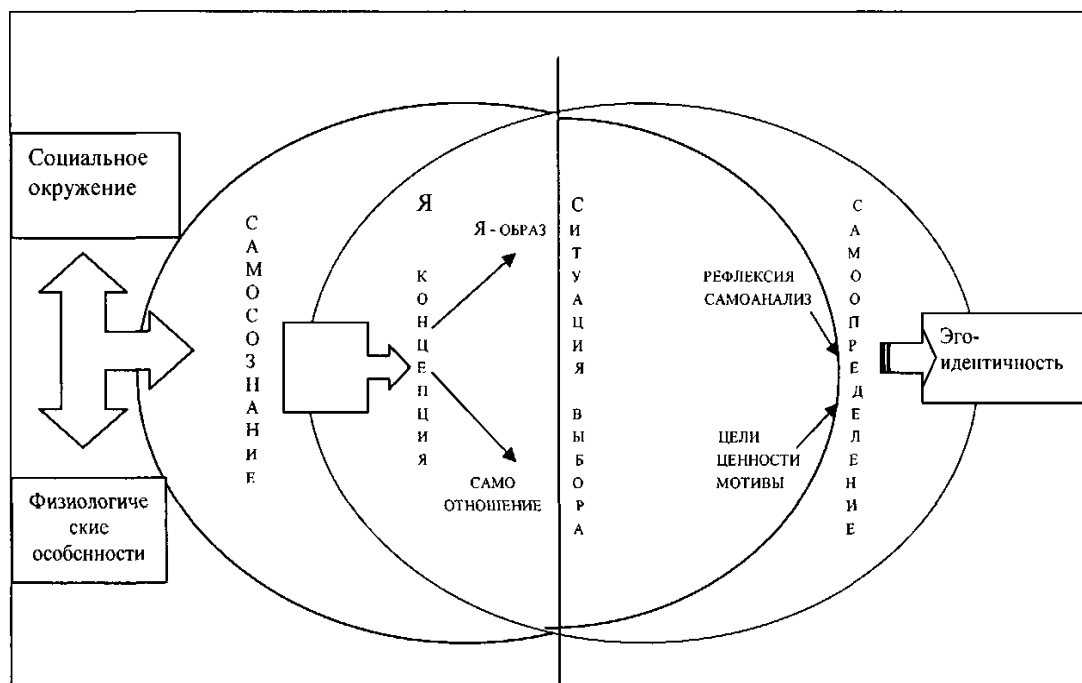 Социальное
окружение
Физиологиче
ские
особенности
САМОСОЗНАНИЕ
Я КОНЦЕПЦИЯ
Я - ОБРАЗ
САМО
ОТНОШЕНИЕ
СИТУАЦИЯ ВЫБОРА
РЕФЛЕКСИЯ
САМОАНАЛИЗ
ЦЕЛИ
ЦЕННОСТИ
МОТИВЫ
САМООПРЕДЕЛЕНИЕ
Эго-
идентичность